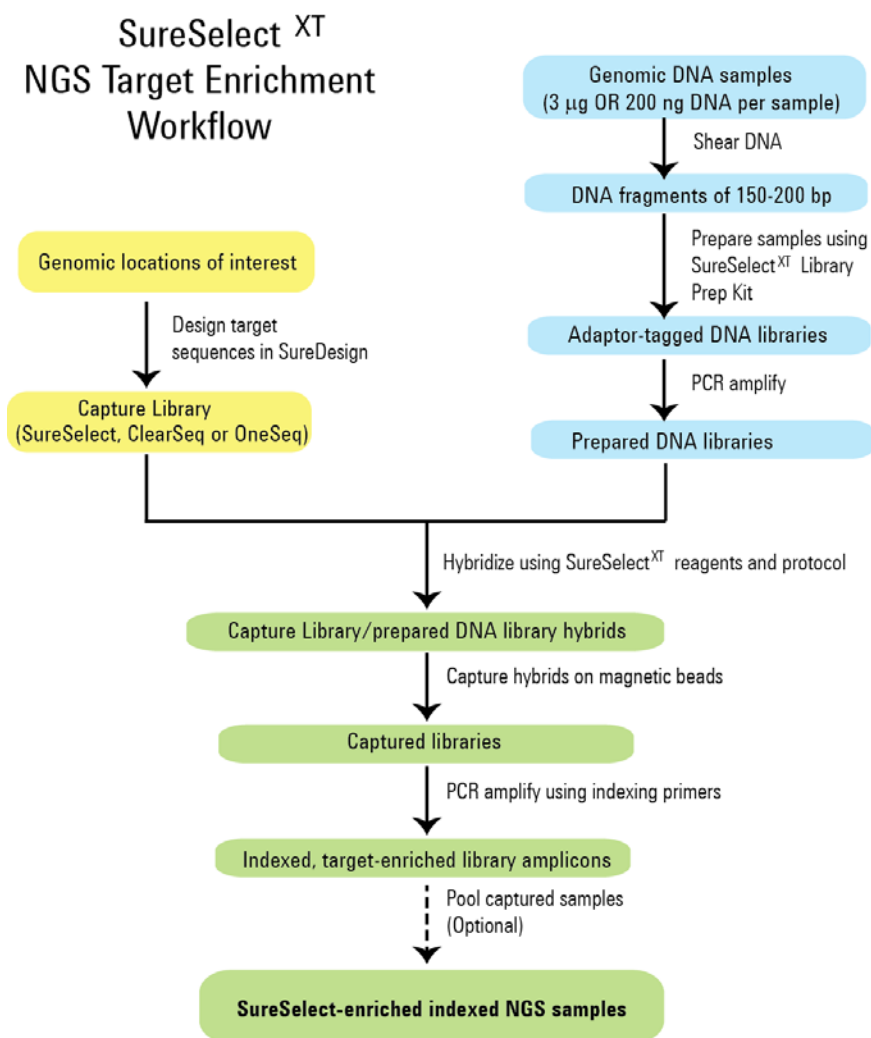 SureSelect XT
NGS Target Enrichment
Workflow
Genomic DNA samples
(3 µg OR 200 ng DNA per sample)
Shear DNA
DNA fragments of 150-200 bp
Prepare samples using
SureSelectXT Library
Prep Kit
Adaptor-tagged DNA libraries
PCR amplify
Prepared DNA libraries
Genomic locations of interest
Design target
sequences in SureDesign
Capture Library
(SureSelect, ClearSeq or OneSeq)
Hybridize using SureSelectXT reagents and protocol
Capture Library/prepared DNA library hybrids
Capture hybrids on magnetic beads
Captured libraries
PCR amplify using indexing primers
Indexed, target-enriched library amplicons
Pool captured samples
(Optional)
SureSelect-enriched indexed NGS samples